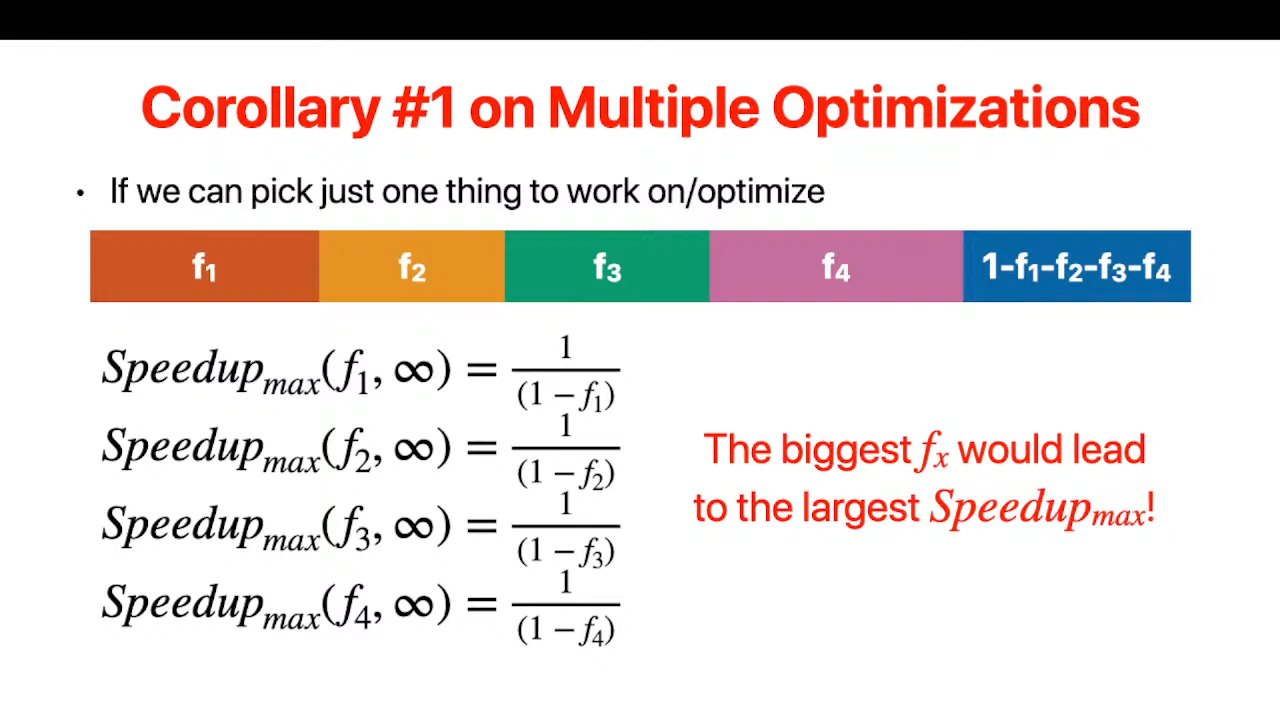 Corollary #1 on Multiple Optimizations
• If we can pick just one thing to work on/optimize
f₁ f₂ f₃ f₄ 1-f₁-f₂-f₃-f₄
Speedupₘₐₓ(f₁, ∞) = 1/(1 − f₁)
Speedupₘₐₓ(f₂, ∞) = 1/(1 − f₂)
Speedupₘₐₓ(f₃, ∞) = 1/(1 − f₃)
Speedupₘₐₓ(f₄, ∞) = 1/(1 − f₄)
The biggest fₓ would lead
to the largest Speedupₘₐₓ!